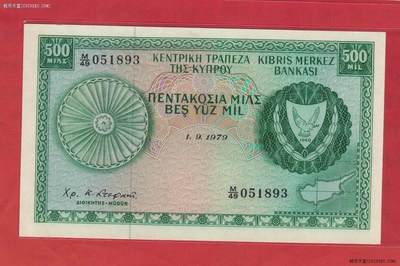 500
MIΛΣ
M/49 051893
ΚΕΝΤΡΙΚΗ ΤΡΑΠΕΖΑ
ΤΗΣ ΚΥΠΡΟΥ
KIBRIS MERKEZ
BANKASI
500
MİL
ΠΕΝΤΑΚΟΣΙΑ ΜΙΛΣ
BEŞ YÜZ MİL
1. 9. 1979
M/49 051893
ΔΙΟΙΚΗΤΗΣ-MÜDÜR